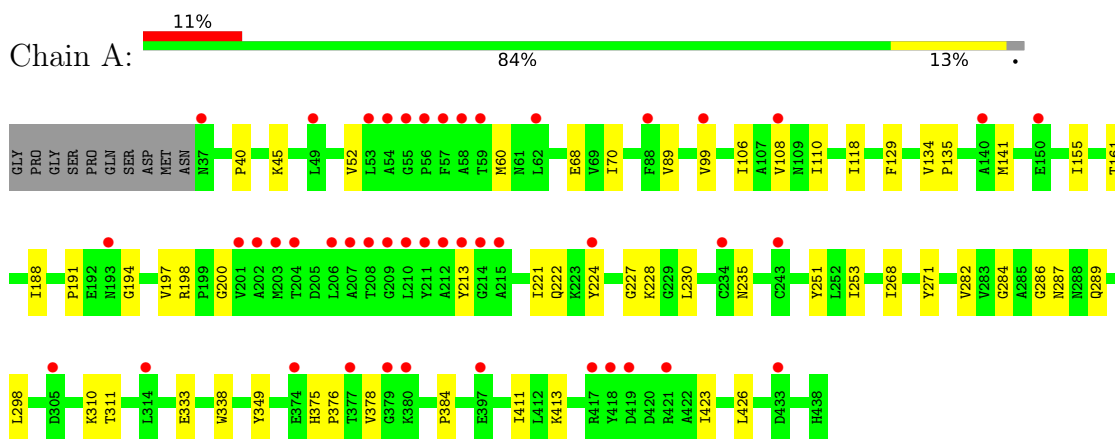 11%
Chain A:
84% 13% •
GLY PRO GLY SER PRO GLN SER ASP MET ASN N37 P40 K45 L49 V52 L53 A54 G55 P56 F57 A58 T59 M60 N61 L62 E68 V69 I70 F88 V89 V99 I106 A107 V108 N109 I110 I118 F129 V134 P135 A140 M141 E150 I155 T161
I188 P191 E192 N193 G194 V197 R198 P199 G200 V201 A202 M203 T204 D205 L206 A207 T208 G209 L210 Y211 A212 Y213 G214 A215 I221 Q222 K223 Y224 G227 K228 G229 L230 C234 N235 C243 Y251 L252 I253 I268 Y271 V282 V283 G284 A285 G286 N287 N288 Q289
L298 D305 K310 T311 L314 E333 W338 Y349 E374 H375 P376 T377 V378 G379 K380 P384 E397 I411 L412 K413 R417 Y418 D419 D420 R421 A422 I423 L426 D433 H438